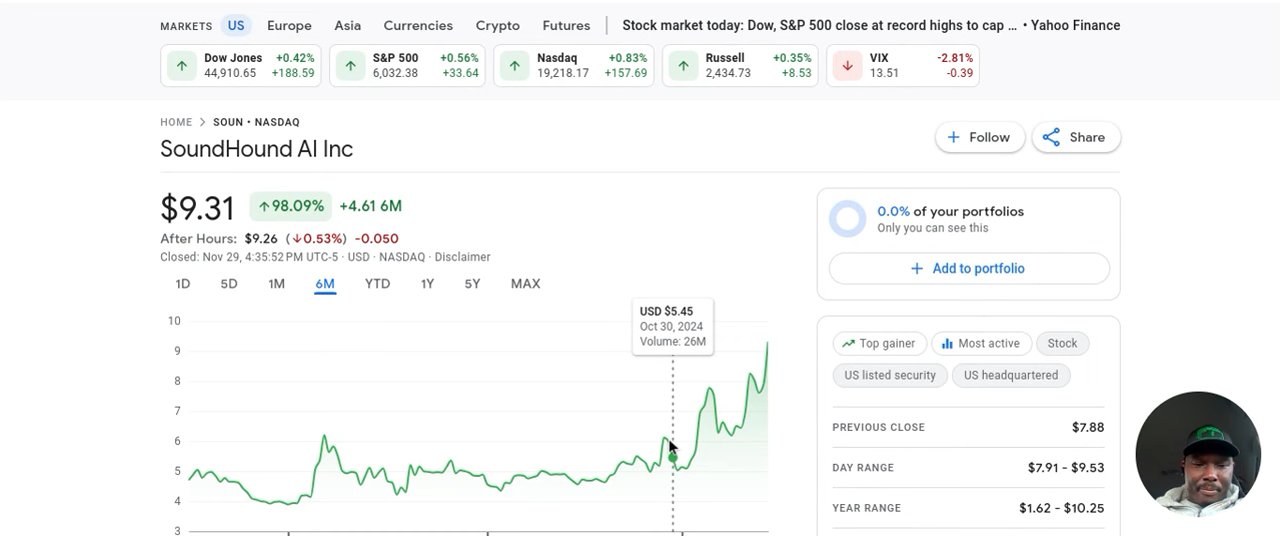 MARKETS US Europe Asia Currencies Crypto Futures Stock market today: Dow, S&P 500 close at record highs to cap … • Yahoo Finance
Dow Jones +0.42% S&P 500 +0.56% Nasdaq +0.83% Russell +0.35% VIX -2.81%
44,910.65 +188.59 6,032.38 +33.64 19,218.17 +157.69 2,434.73 +8.53 13.51 -0.39
HOME > SOUN • NASDAQ
SoundHound AI Inc
Follow Share
$9.31 ↑98.09% +4.61 6M
After Hours: $9.26 (↓0.53%) -0.050
Closed: Nov 29, 4:35:52 PM UTC-5 · USD · NASDAQ · Disclaimer
1D 5D 1M 6M YTD 1Y 5Y MAX
USD $5.45
Oct 30, 2024
Volume: 26M
10
9
8
7
6
5
4
3
0.0% of your portfolios
Only you can see this
+ Add to portfolio
Top gainer Most active Stock
US listed security US headquartered
PREVIOUS CLOSE $7.88
DAY RANGE $7.91 - $9.53
YEAR RANGE $1.62 - $10.25